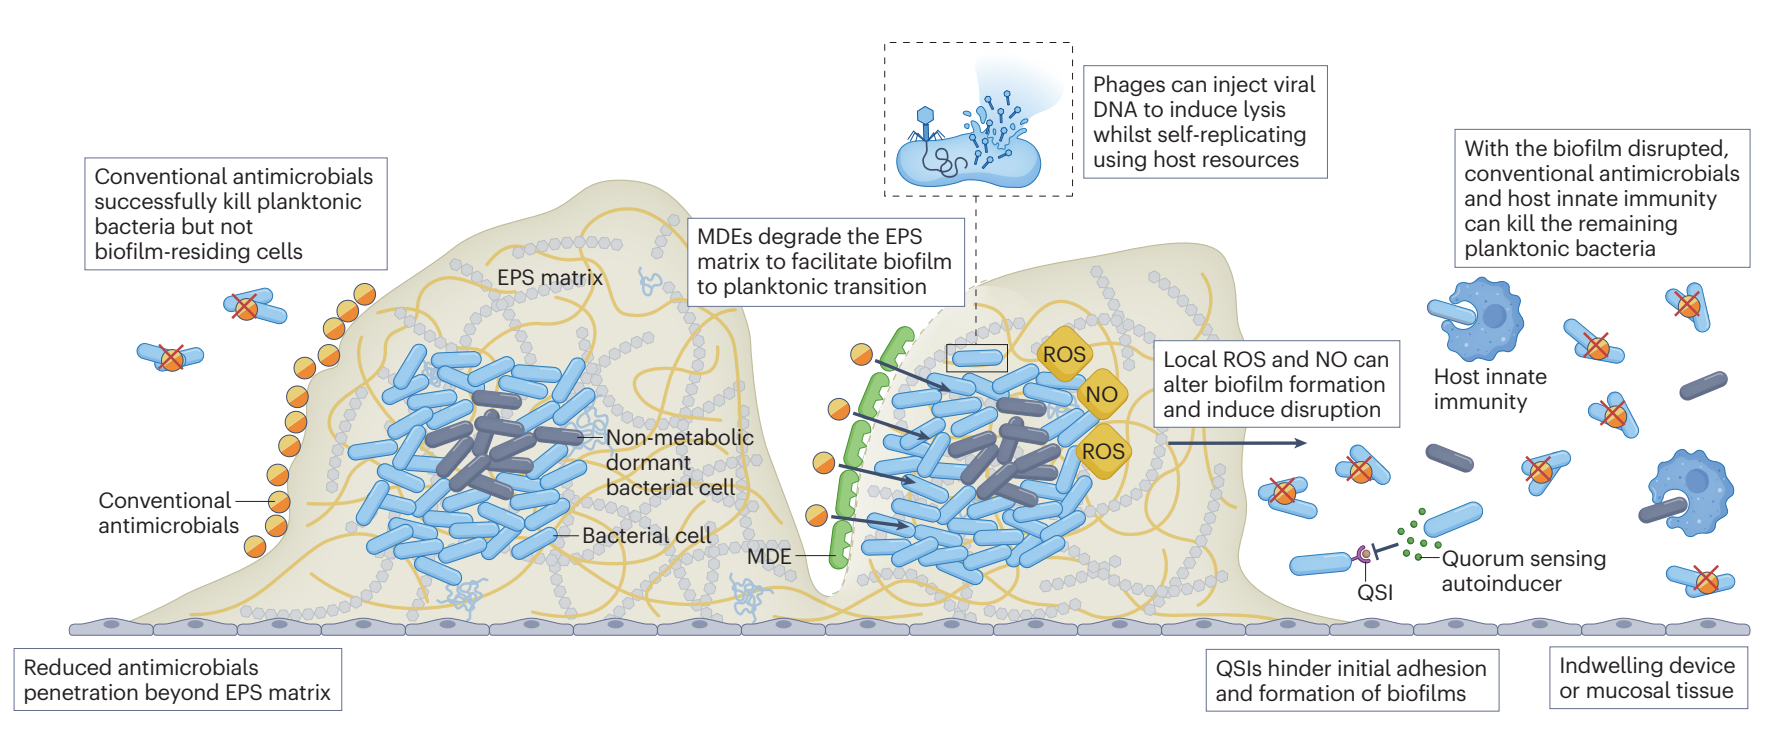 Phages can inject viral
DNA to induce lysis
whilst self-replicating
using host resources
Conventional antimicrobials
successfully kill planktonic
bacteria but not
biofilm-residing cells
MDEs degrade the EPS
matrix to facilitate biofilm
to planktonic transition
With the biofilm disrupted,
conventional antimicrobials
and host innate immunity
can kill the remaining
planktonic bacteria
EPS matrix
ROS
NO
ROS
Local ROS and NO can
alter biofilm formation
and induce disruption
Host innate
immunity
Non-metabolic
dormant
bacterial cell
Conventional
antimicrobials
Bacterial cell
MDE
Quorum sensing
autoinducer
QSI
Reduced antimicrobials
penetration beyond EPS matrix
QSIs hinder initial adhesion
and formation of biofilms
Indwelling device
or mucosal tissue